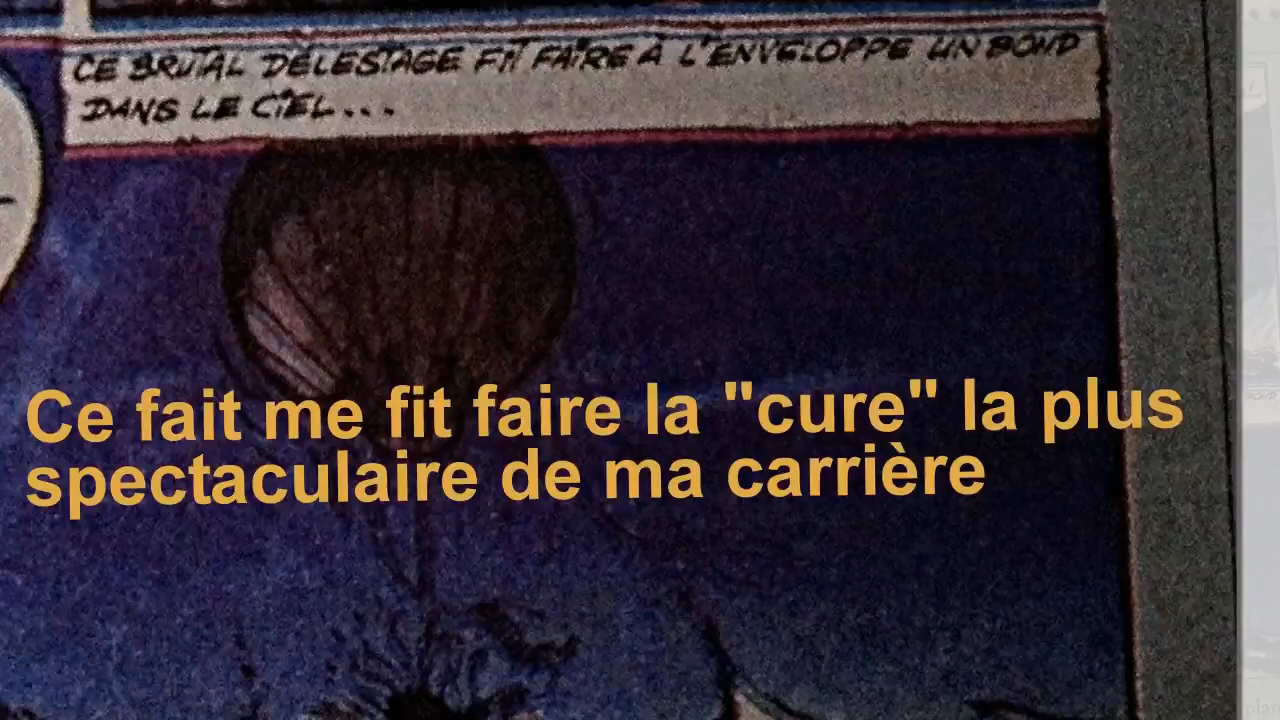 CE BRUTAL DÉLESTAGE FIT FAIRE À L'ENVELOPPE UN BOND
DANS LE CIEL...
Ce fait me fit faire la "cure" la plus
spectaculaire de ma carrière
plan